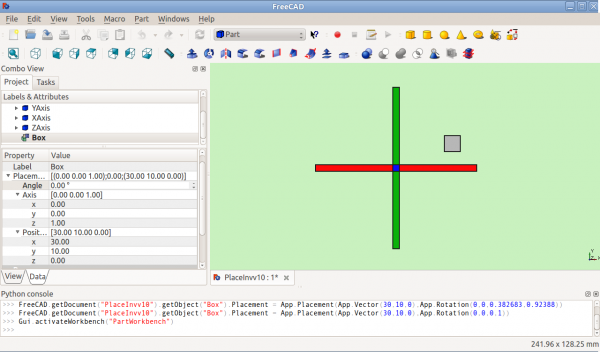 FreeCAD
File Edit View Tools Macro Part Windows Help
Part
Combo View
Project Tasks
Labels & Attributes
YAxis
XAxis
ZAxis
Box
Property Value
Label Box
Placem... [(0.00 0.00 1.00);0.00;(30.00 10.00 0.00)]
Angle 0.00 °
Axis [0.00 0.00 1.00]
x 0.00
y 0.00
z 1.00
Posit... [30.00 10.00 0.00]
x 30.00
y 10.00
z 0.00
View Data
PlaceInvv10 : 1*
Y
Z
Python console
>>> FreeCAD.getDocument("PlaceInvv10").getObject("Box").Placement = App.Placement(App.Vector(30,10,0),App.Rotation(0,0,0.382683,0.92388))
>>> FreeCAD.getDocument("PlaceInvv10").getObject("Box").Placement = App.Placement(App.Vector(30,10,0),App.Rotation(0,0,0,1))
>>> Gui.activateWorkbench("PartWorkbench")
>>>
241.96 x 128.25 mm